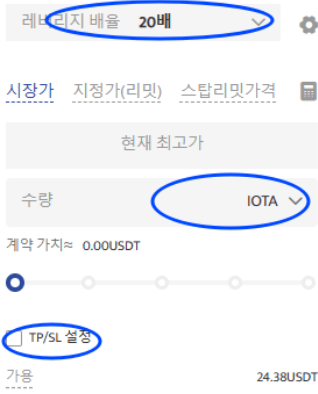 레버리지 배율 20배
시장가 지정가(리밋) 스탑리밋가격
현재 최고가
수량 IOTA
계약 가치≈ 0.00USDT
TP/SL 설정
가용 24.38USDT